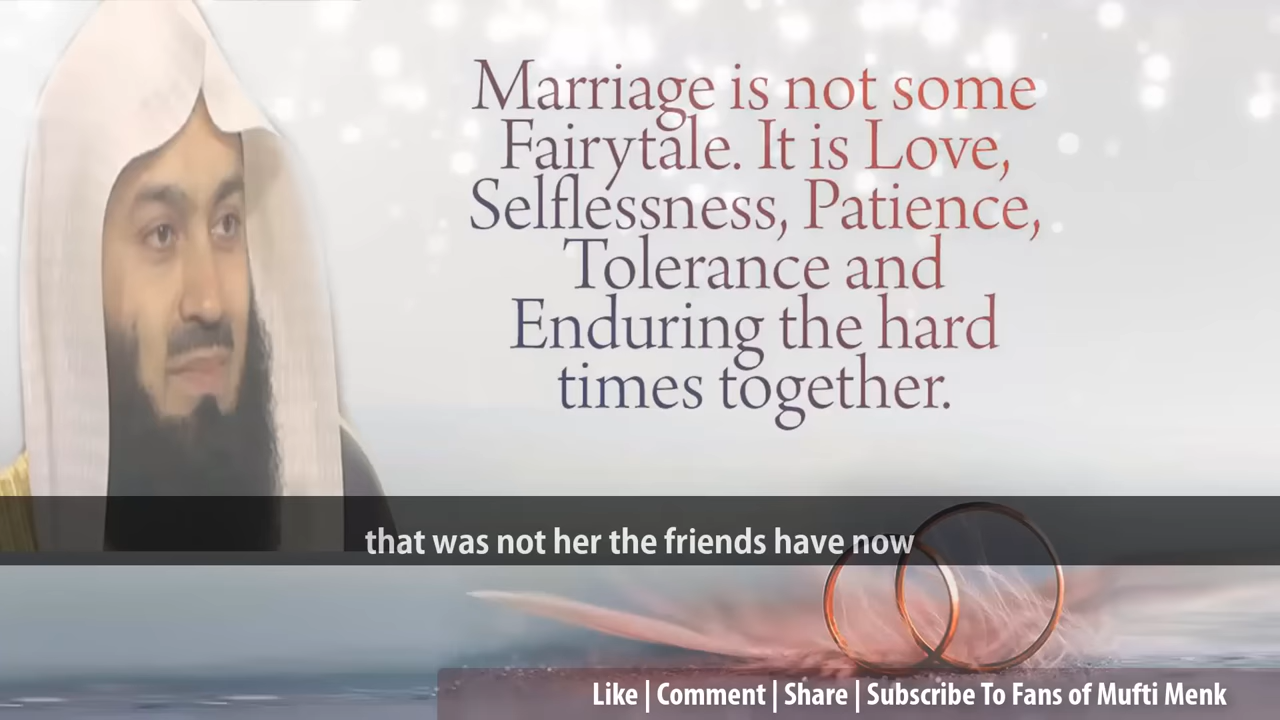 Marriage is not some
Fairytale. It is Love,
Selflessness, Patience,
Tolerance and
Enduring the hard
times together.
that was not her the friends have now
Like | Comment | Share | Subscribe To Fans of Mufti Menk